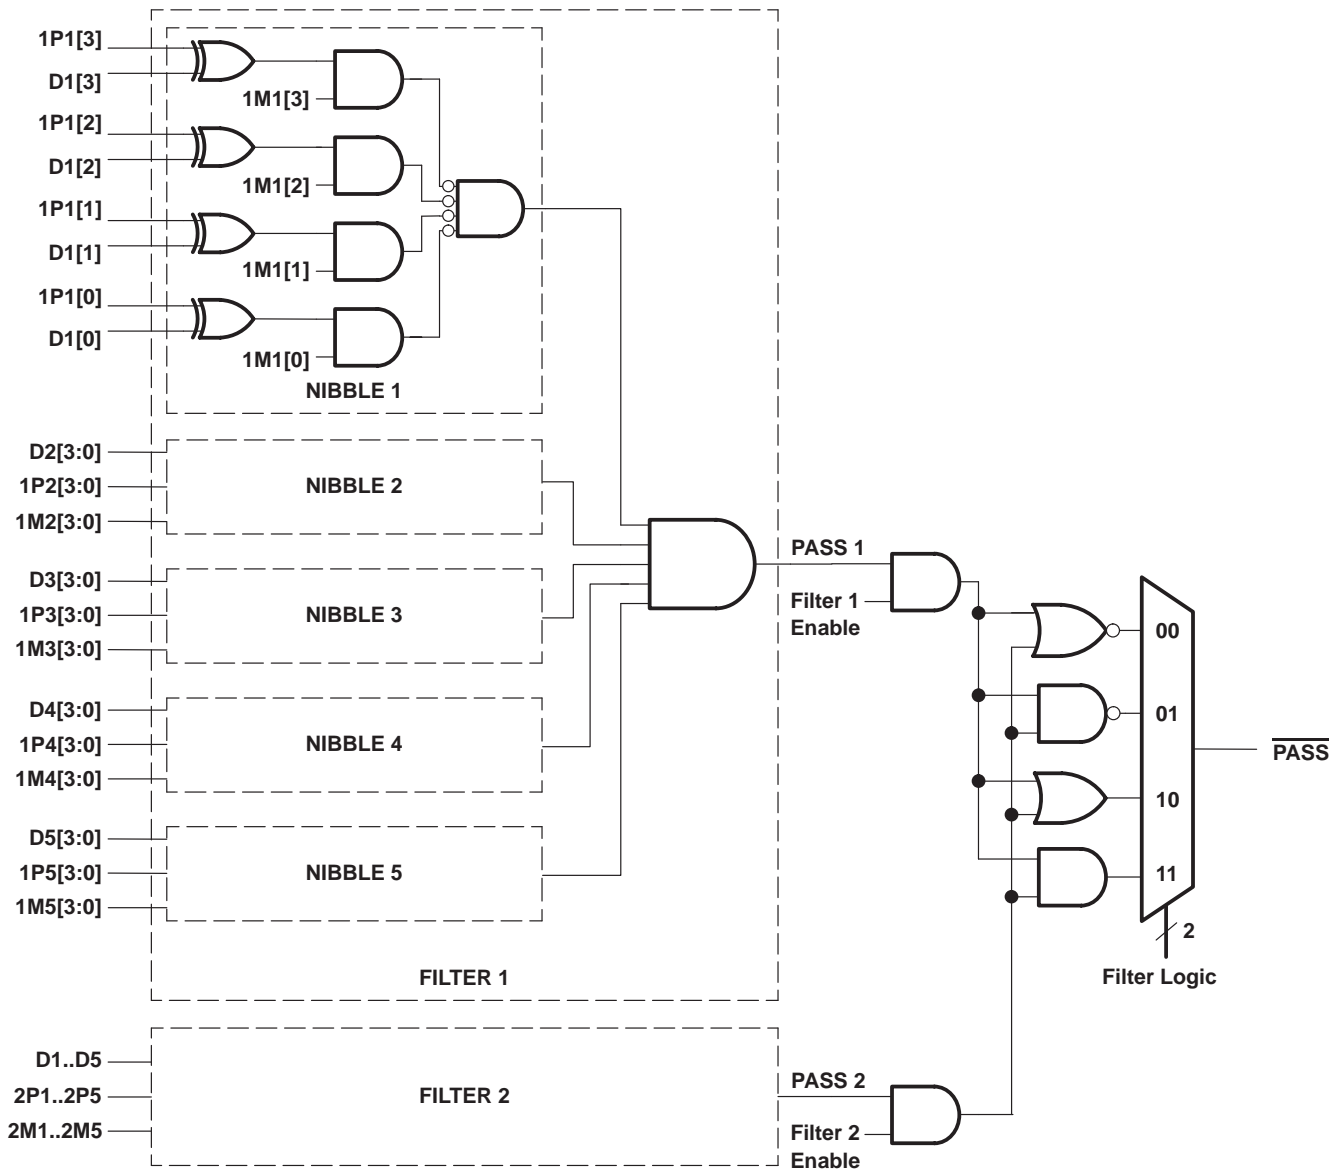 1P1[3]
D1[3]
1M1[3]
1P1[2]
D1[2]
1M1[2]
1P1[1]
D1[1]
1M1[1]
1P1[0]
D1[0]
1M1[0]
NIBBLE 1
D2[3:0]
1P2[3:0]
1M2[3:0]
NIBBLE 2
D3[3:0]
1P3[3:0]
1M3[3:0]
NIBBLE 3
D4[3:0]
1P4[3:0]
1M4[3:0]
NIBBLE 4
D5[3:0]
1P5[3:0]
1M5[3:0]
NIBBLE 5
FILTER 1
PASS 1
Filter 1
Enable
00
01
10
11
PASS
2
Filter Logic
D1..D5
2P1..2P5
2M1..2M5
FILTER 2
PASS 2
Filter 2
Enable